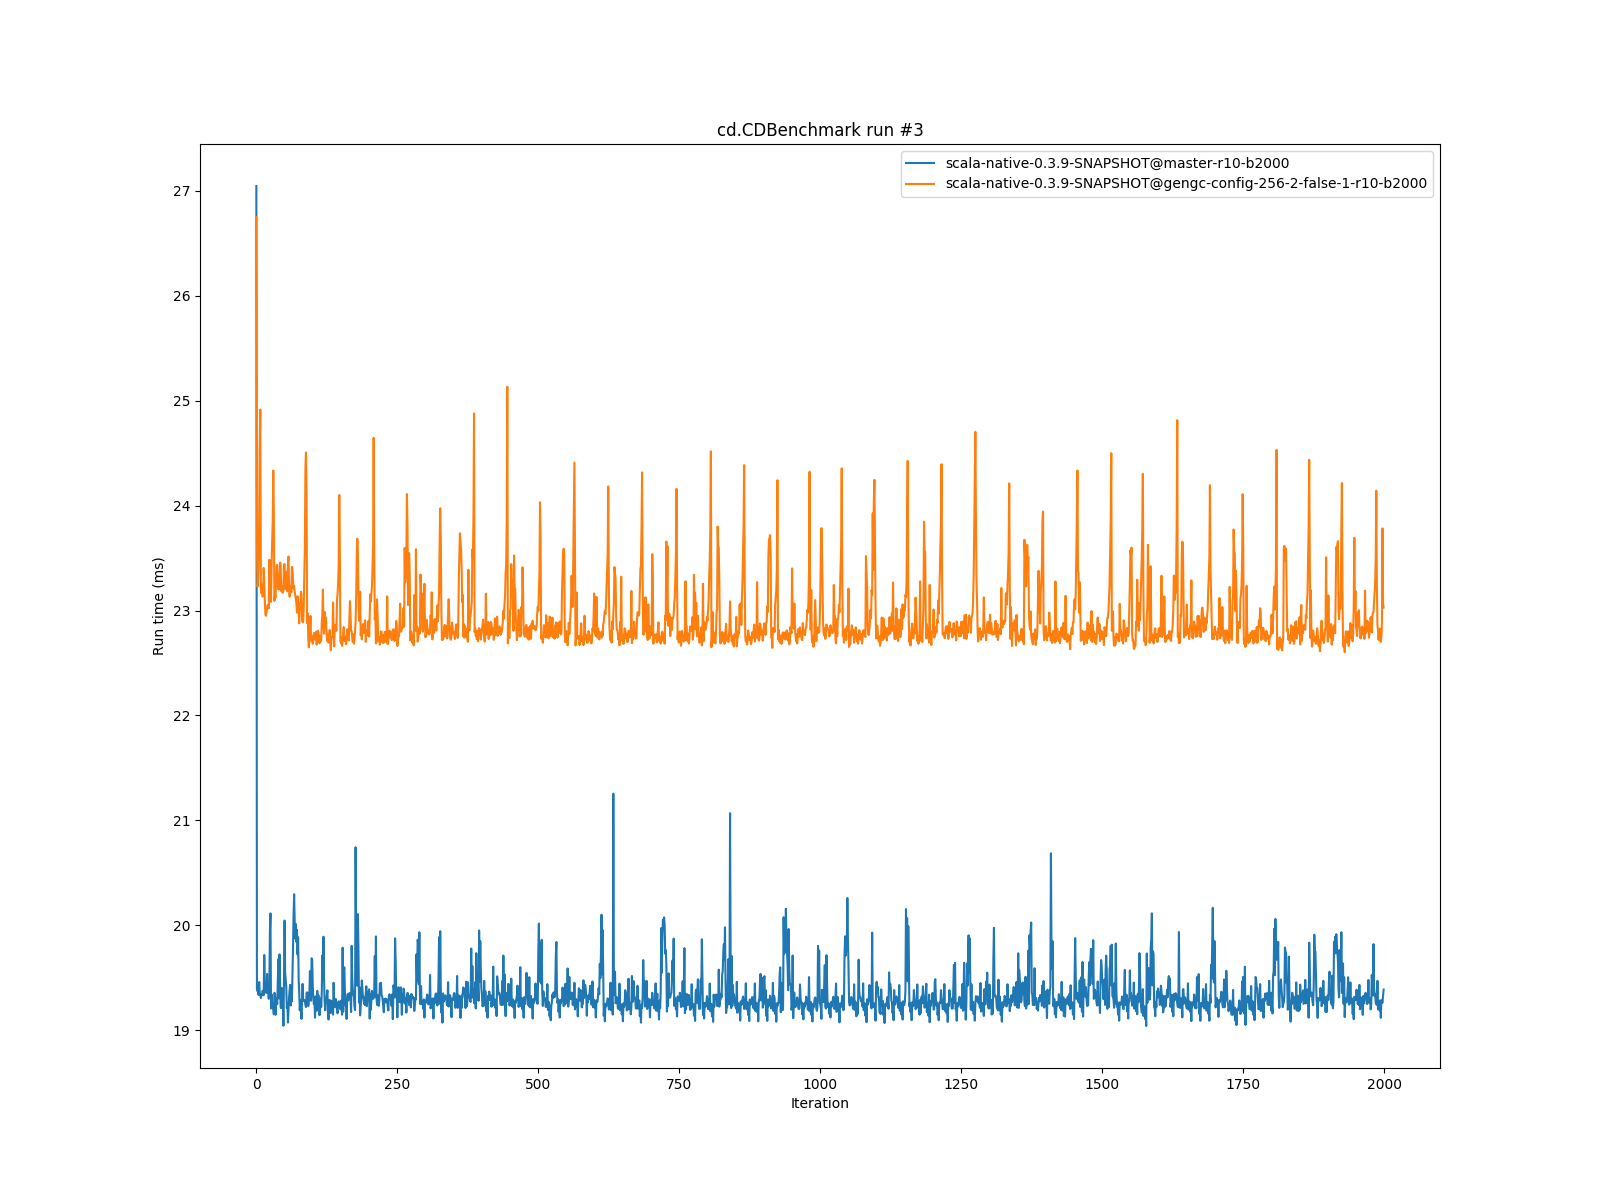 cd.CDBenchmark run #3
scala-native-0.3.9-SNAPSHOT@master-r10-b2000
scala-native-0.3.9-SNAPSHOT@gengc-config-256-2-false-1-r10-b2000
27
26
25
24
23
22
21
20
19
Run time (ms)
0 250 500 750 1000 1250 1500 1750 2000
Iteration